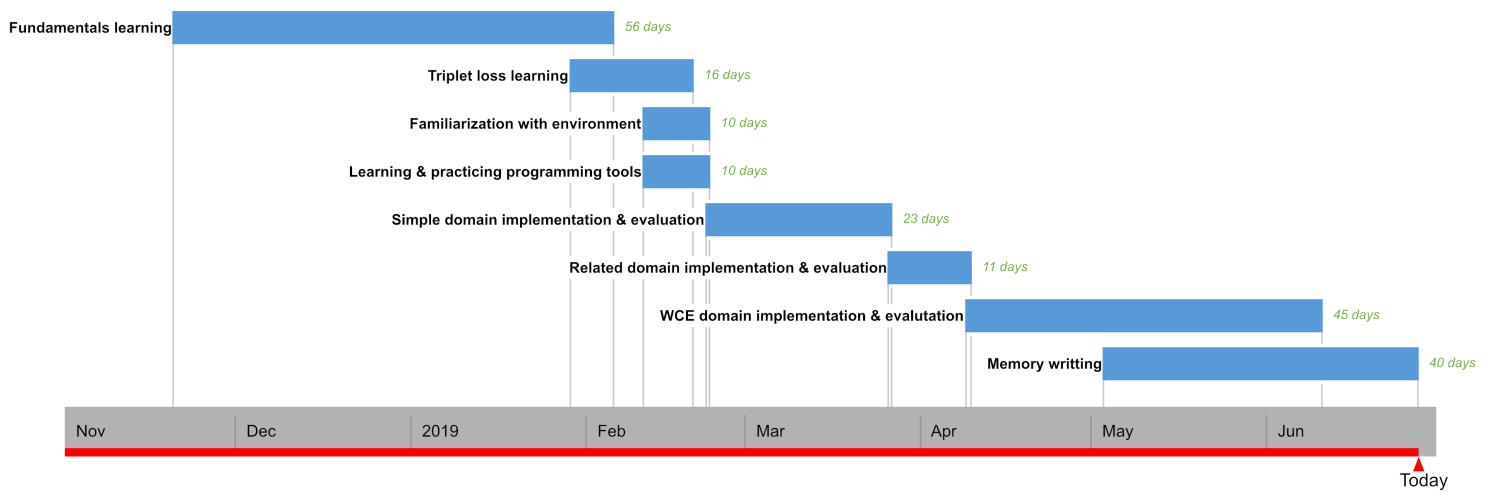 Fundamentals learning 56 days
Triplet loss learning 16 days
Familiarization with environment 10 days
Learning & practicing programming tools 10 days
Simple domain implementation & evaluation 23 days
Related domain implementation & evaluation 11 days
WCE domain implementation & evalutation 45 days
Memory writting 40 days
Nov Dec 2019 Feb Mar Apr May Jun
Today